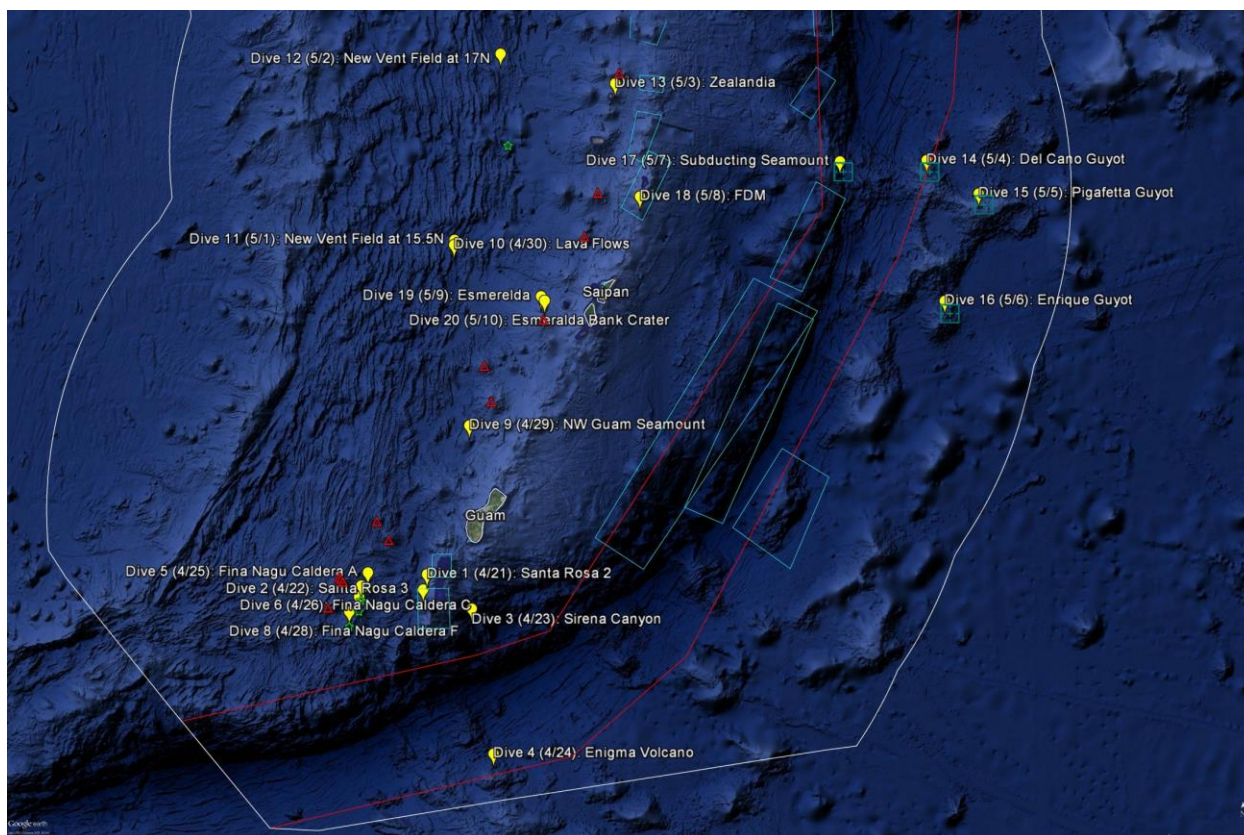 Dive 12 (5/2): New Vent Field at 17N
Dive 13 (5/3): Zealandia
Dive 17 (5/7): Subducting Seamount
Dive 14 (5/4): Del Cano Guyot
Dive 18 (5/8): FDM
Dive 15 (5/5): Pigafetta Guyot
Dive 11 (5/1): New Vent Field at 15.5N
Dive 10 (4/30): Lava Flows
Dive 19 (5/9): Esmerelda
Saipan
Dive 16 (5/6): Enrique Guyot
Dive 20 (5/10): Esmeralda Bank Crater
Dive 9 (4/29): NW Guam Seamount
Guam
Dive 5 (4/25): Fina Nagu Caldera A
Dive 1 (4/21): Santa Rosa 2
Dive 2 (4/22): Santa Rosa 3
Dive 6 (4/26): Fina Nagu Caldera C
Dive 3 (4/23): Sirena Canyon
Dive 8 (4/28): Fina Nagu Caldera F
Dive 4 (4/24): Enigma Volcano
Google earth